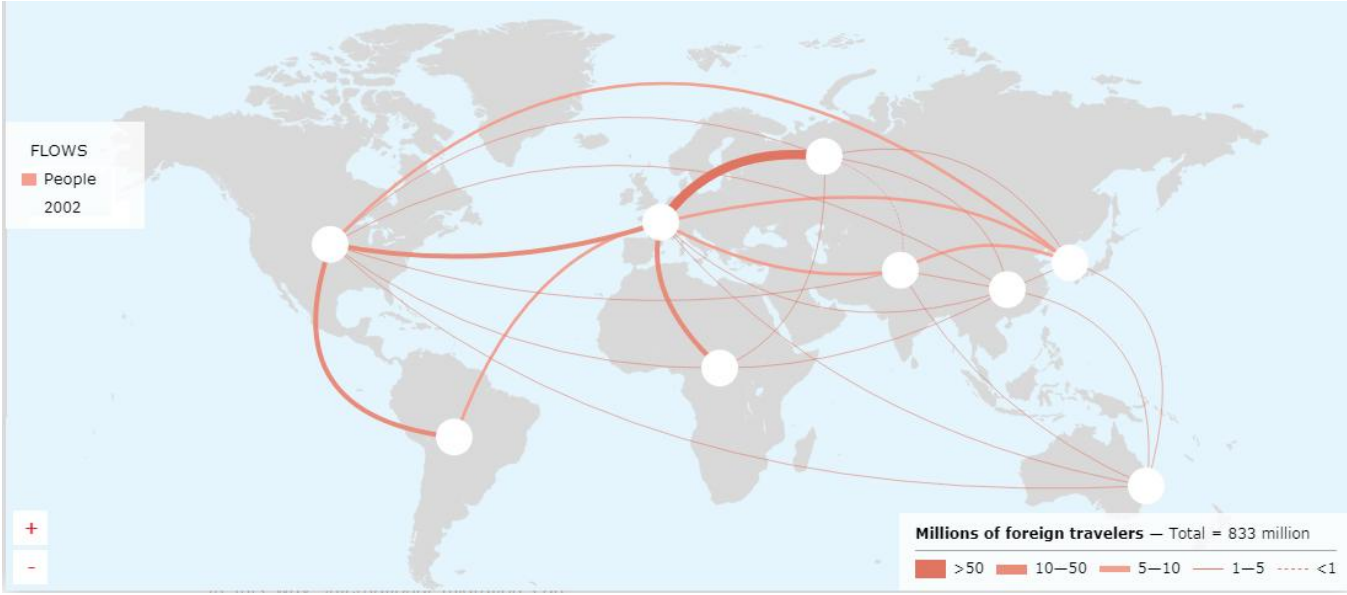 FLOWS
People
2002
+
-
Millions of foreign travelers — Total = 833 million
>50 10—50 5—10 1—5 <1